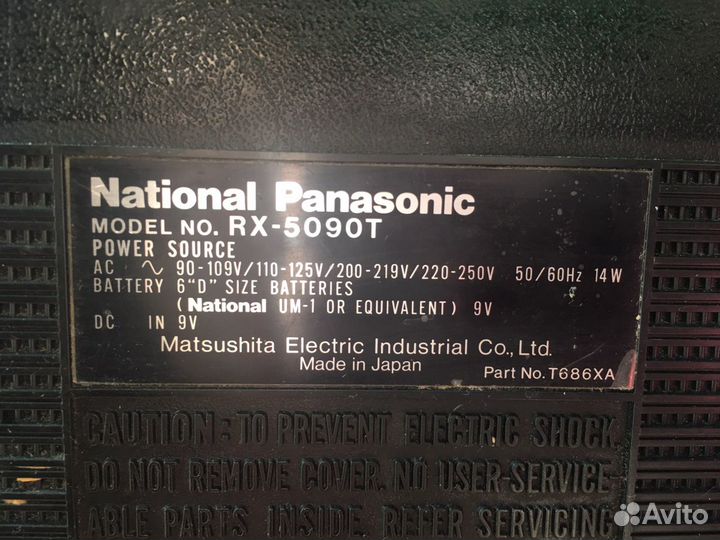 National Panasonic
MODEL NO. RX-5090T
POWER SOURCE
AC ∿ 90-109V/110-125V/200-219V/220-250V 50/60Hz 14W
BATTERY 6"D" SIZE BATTERIES
(National UM-1 OR EQUIVALENT) 9V
DC IN 9V
Matsushita Electric Industrial Co., Ltd.
Made in Japan
Part No. T686XA
CAUTION: TO PREVENT ELECTRIC SHOCK,
DO NOT REMOVE COVER. NO USER-SERVICE-
ABLE PARTS INSIDE. REFER SERVICING
Avito